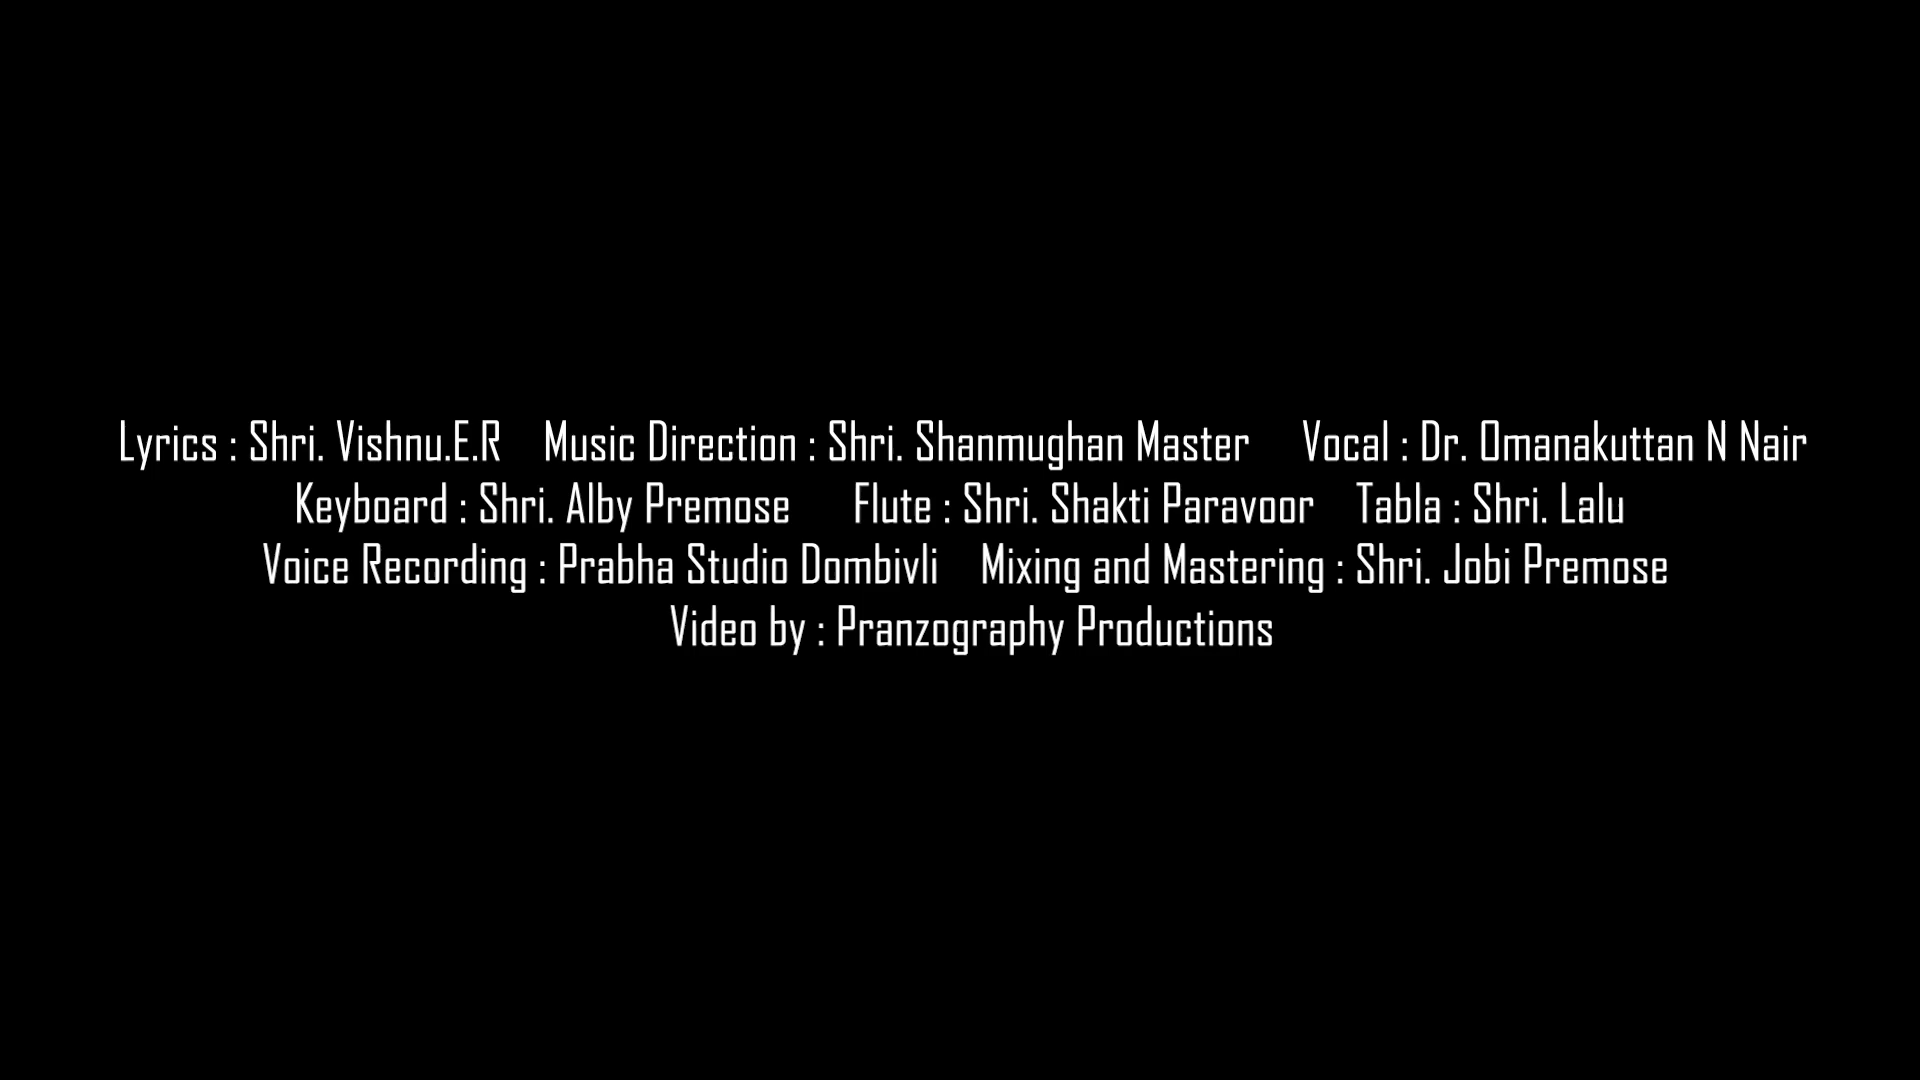 Lyrics : Shri. Vishnu.E.R Music Direction : Shri. Shanmughan Master Vocal : Dr. Omanakuttan N Nair
Keyboard : Shri. Alby Premose Flute : Shri. Shakti Paravoor Tabla : Shri. Lalu
Voice Recording : Prabha Studio Dombivli Mixing and Mastering : Shri. Jobi Premose
Video by : Pranzography Productions